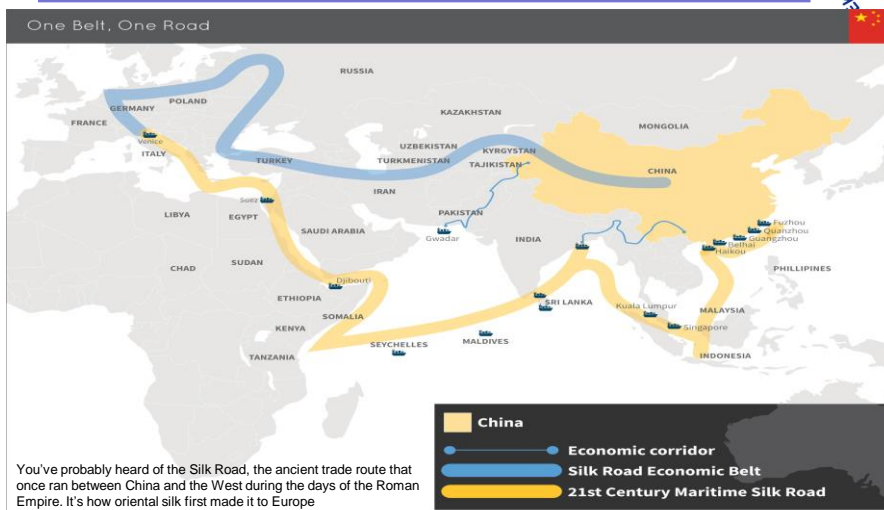 One Belt, One Road
RUSSIA
POLAND
GERMANY
FRANCE
KAZAKHSTAN
MONGOLIA
Venice
ITALY
UZBEKISTAN
KYRGYSTAN
TURKEY
TURKMENISTAN
TAJIKISTAN
CHINA
IRAN
Suez
LIBYA
EGYPT
PAKISTAN
Gwadar
SAUDI ARABIA
INDIA
Fuzhou
Quanzhou
Guangzhou
Beihai
Haikou
CHAD
SUDAN
PHILLIPINES
Djibouti
ETHIOPIA
SOMALIA
SRI LANKA
Kuala Lumpur
MALAYSIA
KENYA
Singapore
SEYCHELLES
MALDIVES
TANZANIA
INDONESIA
China
Economic corridor
Silk Road Economic Belt
21st Century Maritime Silk Road
You've probably heard of the Silk Road, the ancient trade route that
once ran between China and the West during the days of the Roman
Empire. It's how oriental silk first made it to Europe